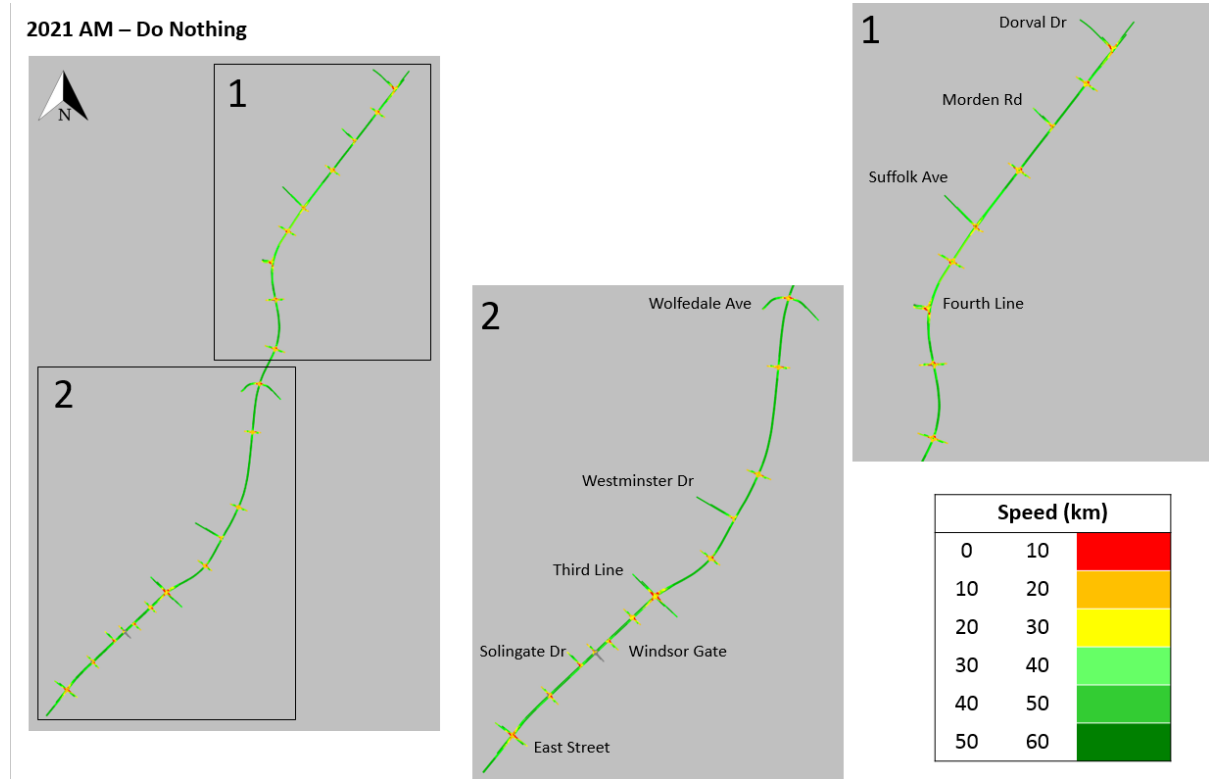 2021 AM – Do Nothing
N
1
2
1
Dorval Dr
Morden Rd
Suffolk Ave
Fourth Line
2
Wolfedale Ave
Westminster Dr
Third Line
Solingate Dr
Windsor Gate
East Street
Speed (km)
0 10
10 20
20 30
30 40
40 50
50 60